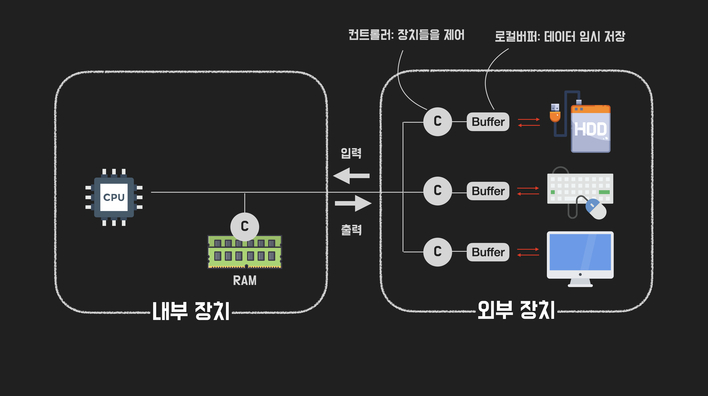 컨트롤러: 장치들을 제어
로컬버퍼: 데이터 임시 저장
C
Buffer
HDD
입력
CPU
C
Buffer
출력
C
RAM
C
Buffer
내부 장치
외부 장치